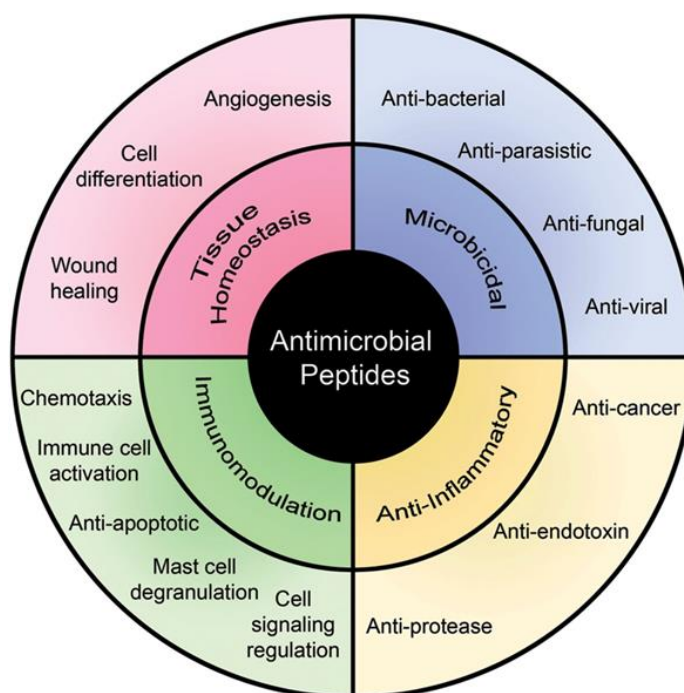 Angiogenesis
Cell
differentiation
Wound
healing
Tissue
Homeostasis
Anti-bacterial
Anti-parasistic
Anti-fungal
Anti-viral
Microbicidal
Antimicrobial
Peptides
Chemotaxis
Immune cell
activation
Anti-apoptotic
Mast cell
degranulation
Cell
signaling
regulation
Immunomodulation
Anti-Inflammatory
Anti-cancer
Anti-endotoxin
Anti-protease